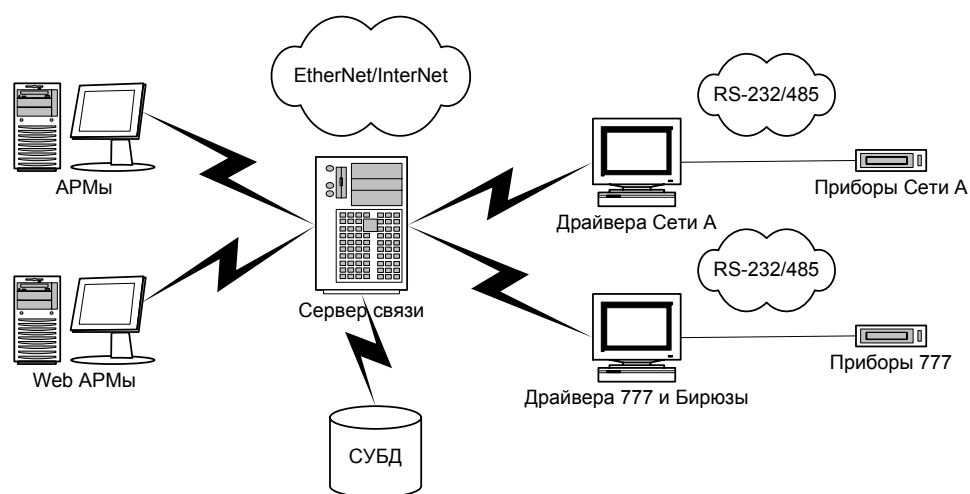 EtherNet/InterNet
RS-232/485
АРМы
Приборы Сети А
Драйвера Сети А
RS-232/485
Сервер связи
Web АРМы
Приборы 777
Драйвера 777 и Бирюзы
СУБД